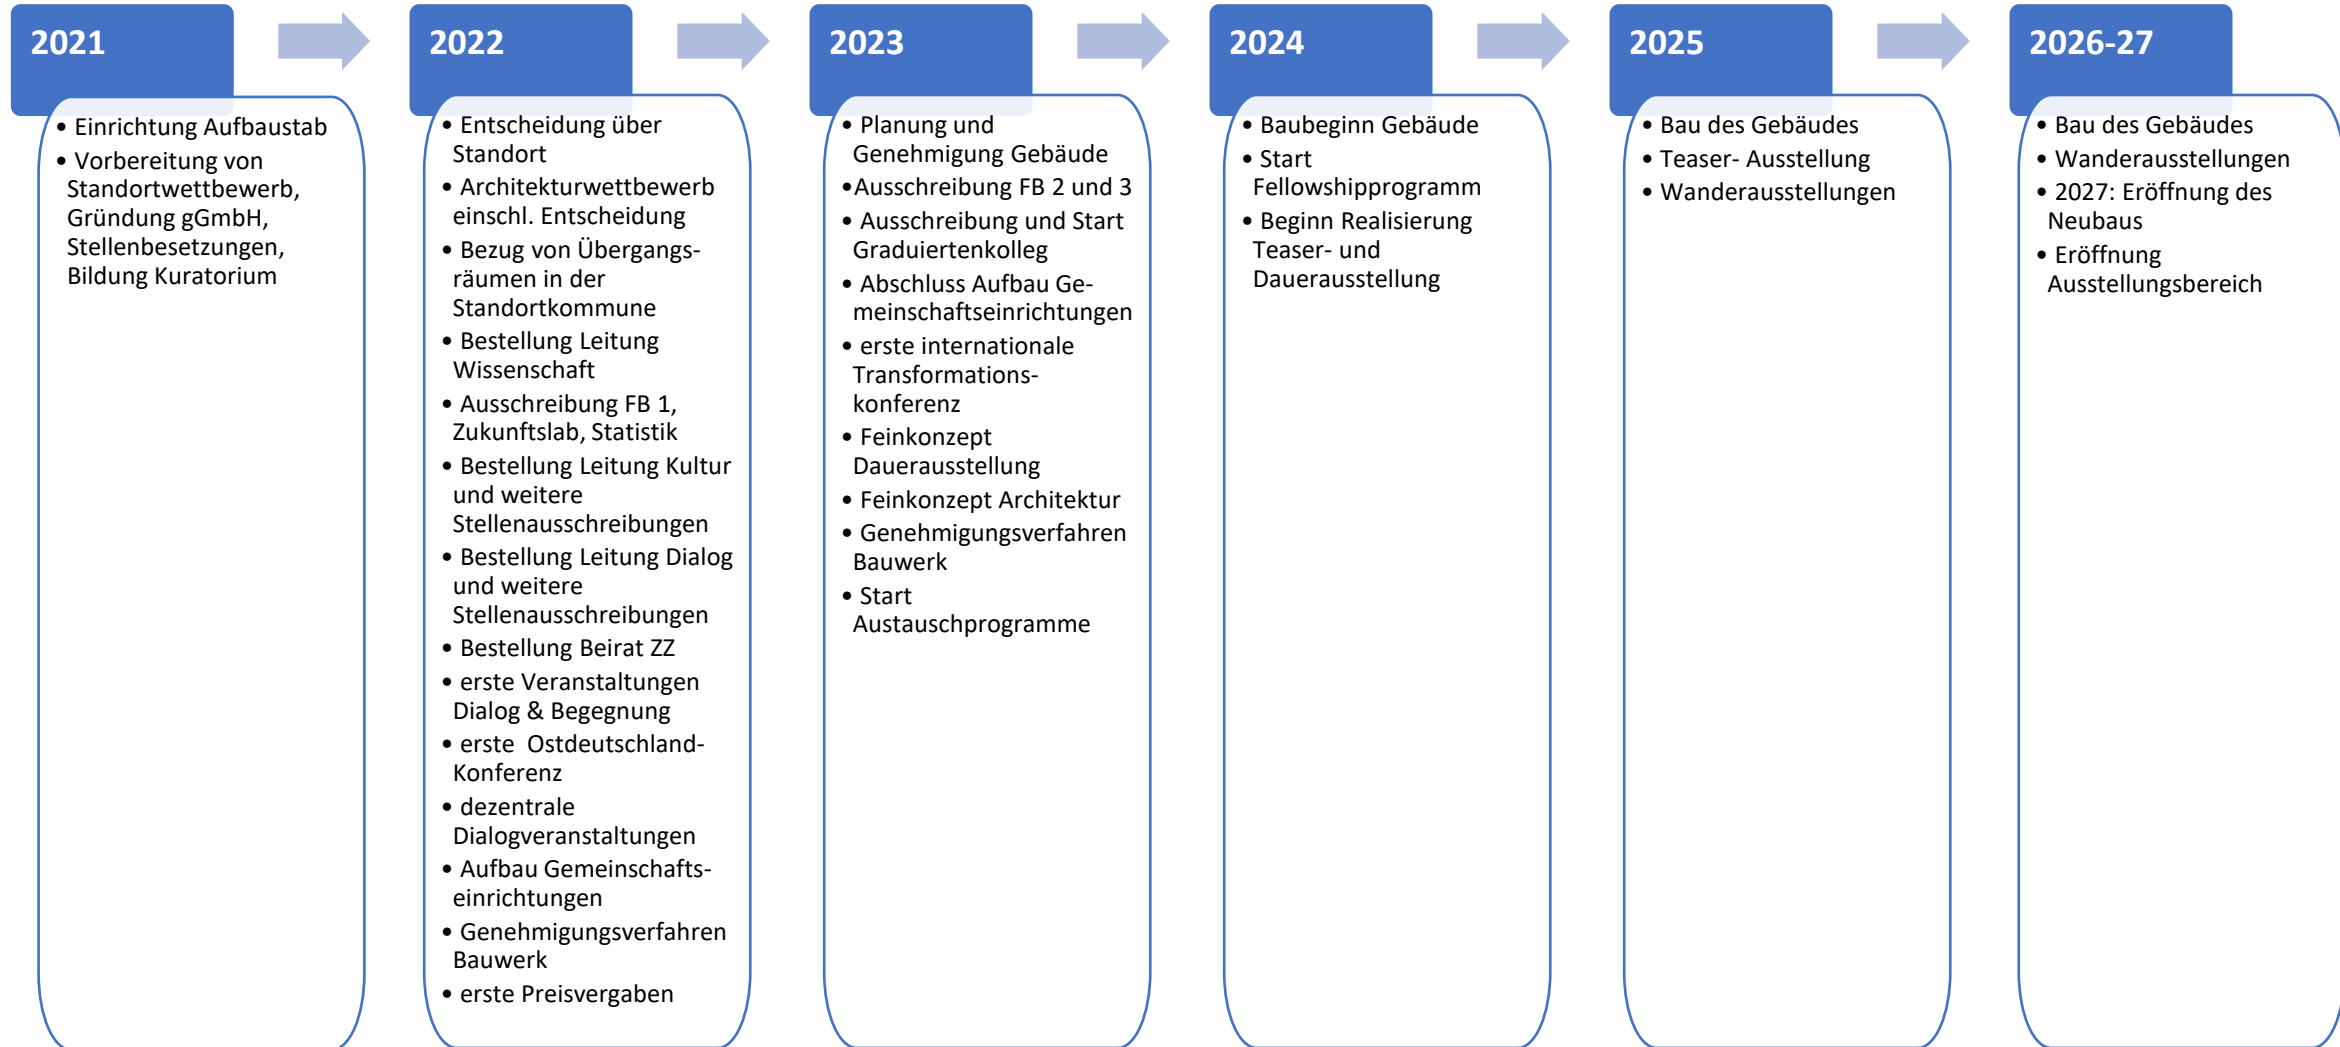 2021
• Einrichtung Aufbaustab
• Vorbereitung von
Standortwettbewerb,
Gründung gGmbH,
Stellenbesetzungen,
Bildung Kuratorium
2022
• Entscheidung über
Standort
• Architekturwettbewerb
einschl. Entscheidung
• Bezug von Übergangs-
räumen in der
Standortkommune
• Bestellung Leitung
Wissenschaft
• Ausschreibung FB 1,
Zukunftslab, Statistik
• Bestellung Leitung Kultur
und weitere
Stellenausschreibungen
• Bestellung Leitung Dialog
und weitere
Stellenausschreibungen
• Bestellung Beirat ZZ
• erste Veranstaltungen
Dialog & Begegnung
• erste Ostdeutschland-
Konferenz
• dezentrale
Dialogveranstaltungen
• Aufbau Gemeinschafts-
einrichtungen
• Genehmigungsverfahren
Bauwerk
• erste Preisvergaben
2023
• Planung und
Genehmigung Gebäude
•Ausschreibung FB 2 und 3
• Ausschreibung und Start
Graduiertenkolleg
• Abschluss Aufbau Ge-
meinschaftseinrichtungen
• erste internationale
Transformations-
konferenz
• Feinkonzept
Dauerausstellung
• Feinkonzept Architektur
• Genehmigungsverfahren
Bauwerk
• Start
Austauschprogramme
2024
• Baubeginn Gebäude
• Start
Fellowshipprogramm
• Beginn Realisierung
Teaser- und
Dauerausstellung
2025
• Bau des Gebäudes
• Teaser- Ausstellung
• Wanderausstellungen
2026-27
• Bau des Gebäudes
• Wanderausstellungen
• 2027: Eröffnung des
Neubaus
• Eröffnung
Ausstellungsbereich